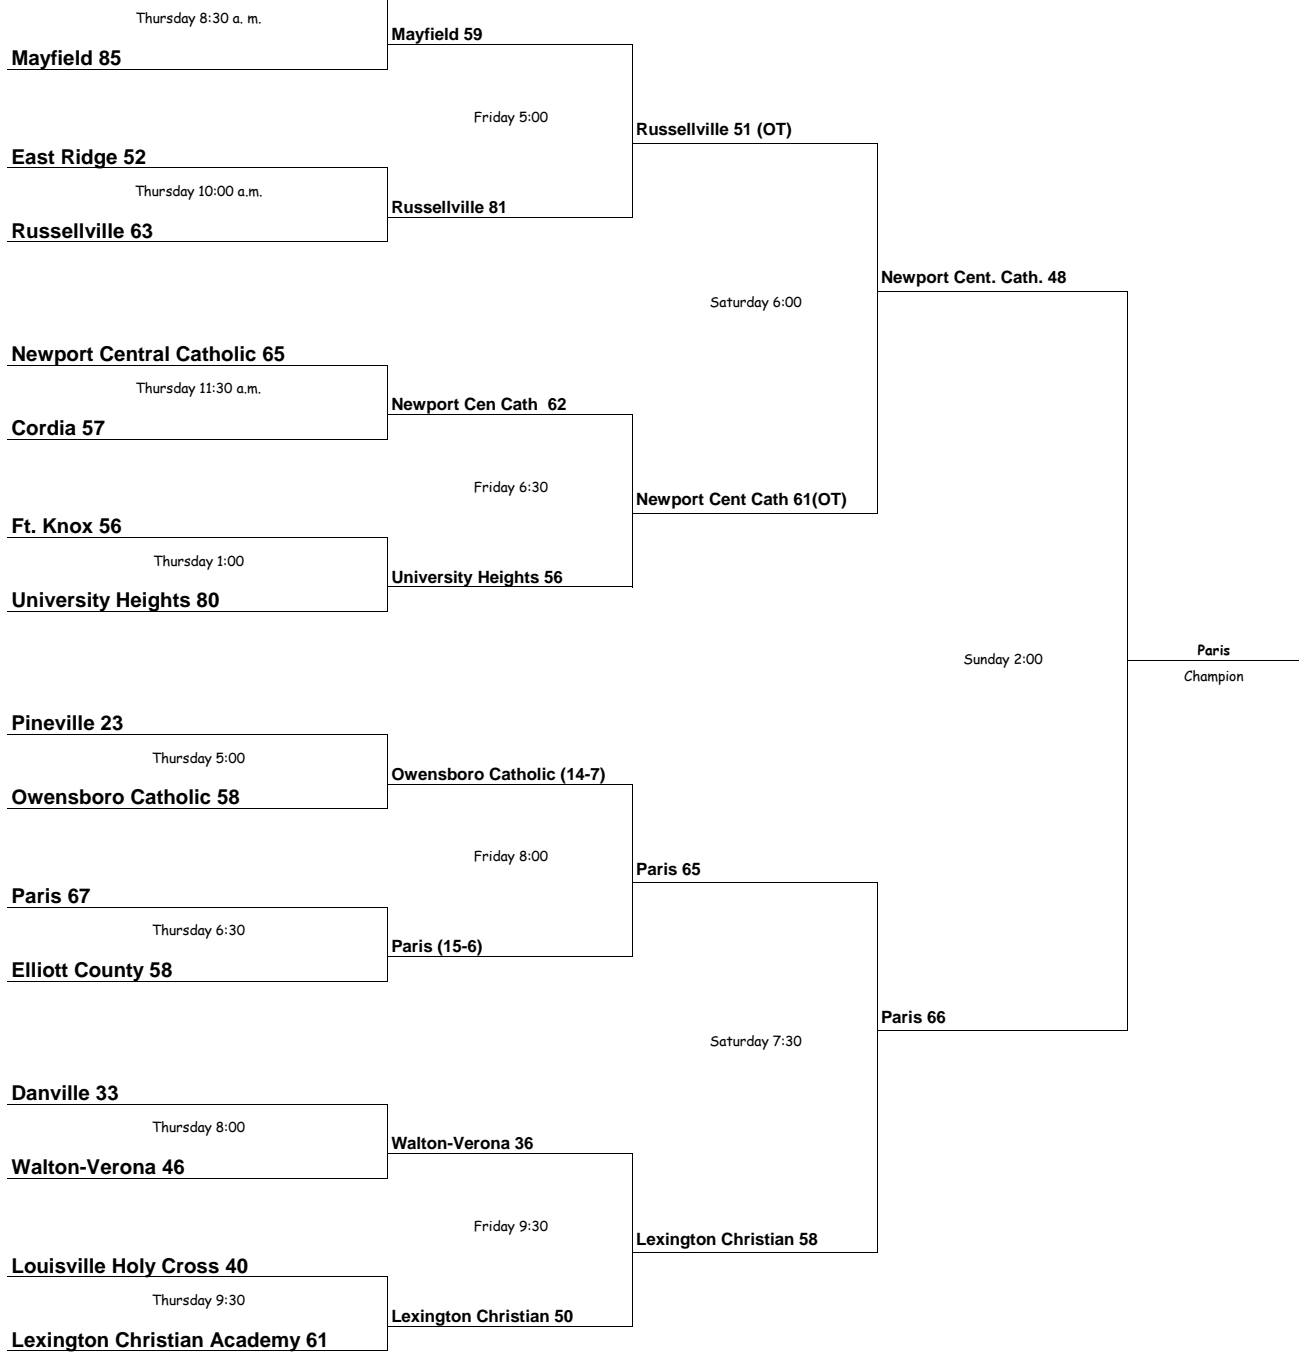 Thursday 8:30 a. m.
Mayfield 59
Mayfield 85
Friday 5:00
Russellville 51 (OT)
East Ridge 52
Thursday 10:00 a.m.
Russellville 81
Russellville 63
Newport Cent. Cath. 48
Saturday 6:00
Newport Central Catholic 65
Thursday 11:30 a.m.
Newport Cen Cath  62
Cordia 57
Friday 6:30
Newport Cent Cath 61(OT)
Ft. Knox 56
Thursday 1:00
University Heights 56
University Heights 80
Sunday 2:00
Paris
Champion
Pineville 23
Thursday 5:00
Owensboro Catholic (14-7)
Owensboro Catholic 58
Friday 8:00
Paris 65
Paris 67
Thursday 6:30
Paris (15-6)
Elliott County 58
Paris 66
Saturday 7:30
Danville 33
Thursday 8:00
Walton-Verona 36
Walton-Verona 46
Friday 9:30
Lexington Christian 58
Louisville Holy Cross 40
Thursday 9:30
Lexington Christian 50
Lexington Christian Academy 61